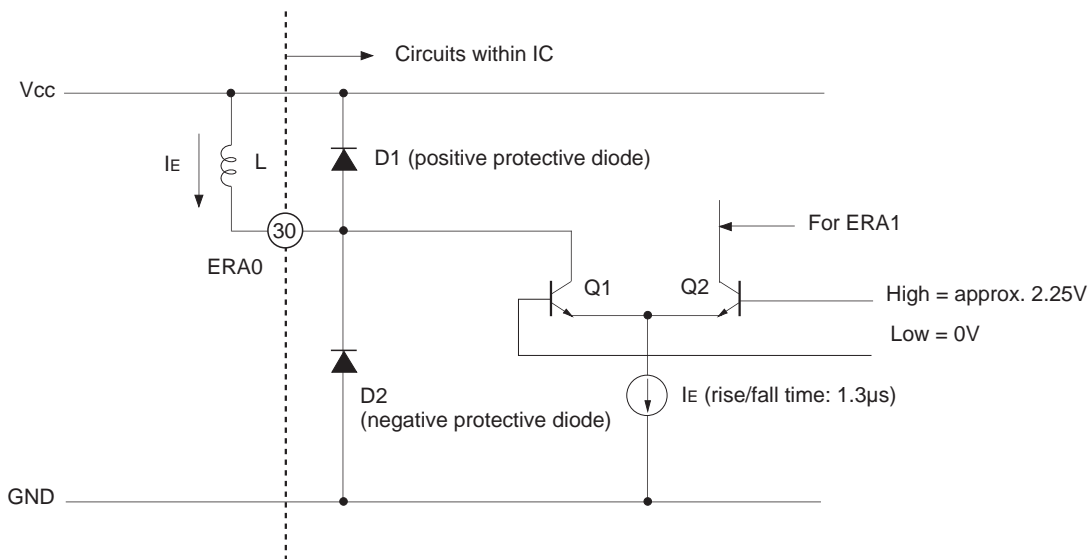 Circuits within IC
Vcc
D1 (positive protective diode)
IE
L
30
For ERA1
ERA0
Q1
Q2
High = approx. 2.25V
Low = 0V
IE (rise/fall time: 1.3µs)
D2
(negative protective diode)
GND